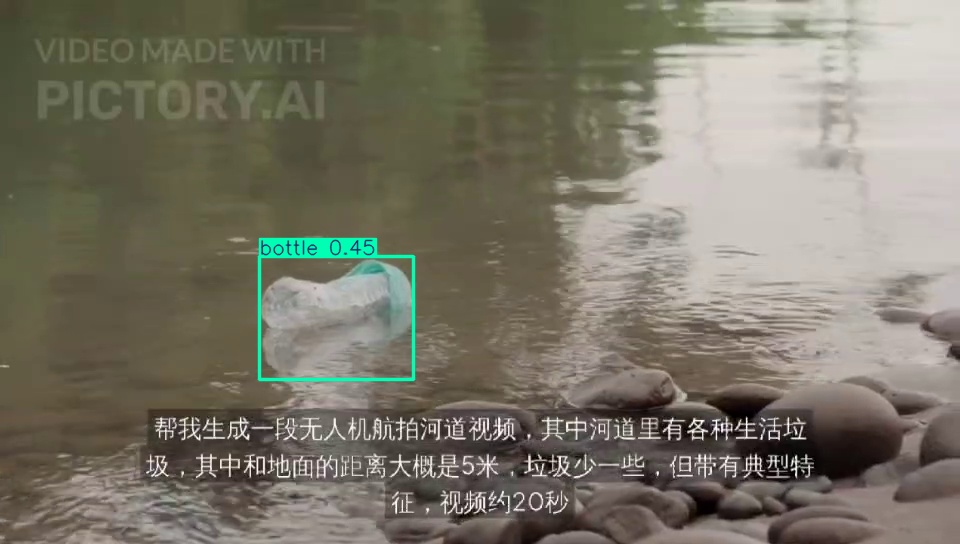 VIDEO MADE WITH
PICTORY.AI
bottle 0.45
帮我生成一段无人机航拍河道视频，其中河道里有各种生活垃
圾，其中和地面的距离大概是5米，垃圾少一些，但带有典型特
征，视频约20秒